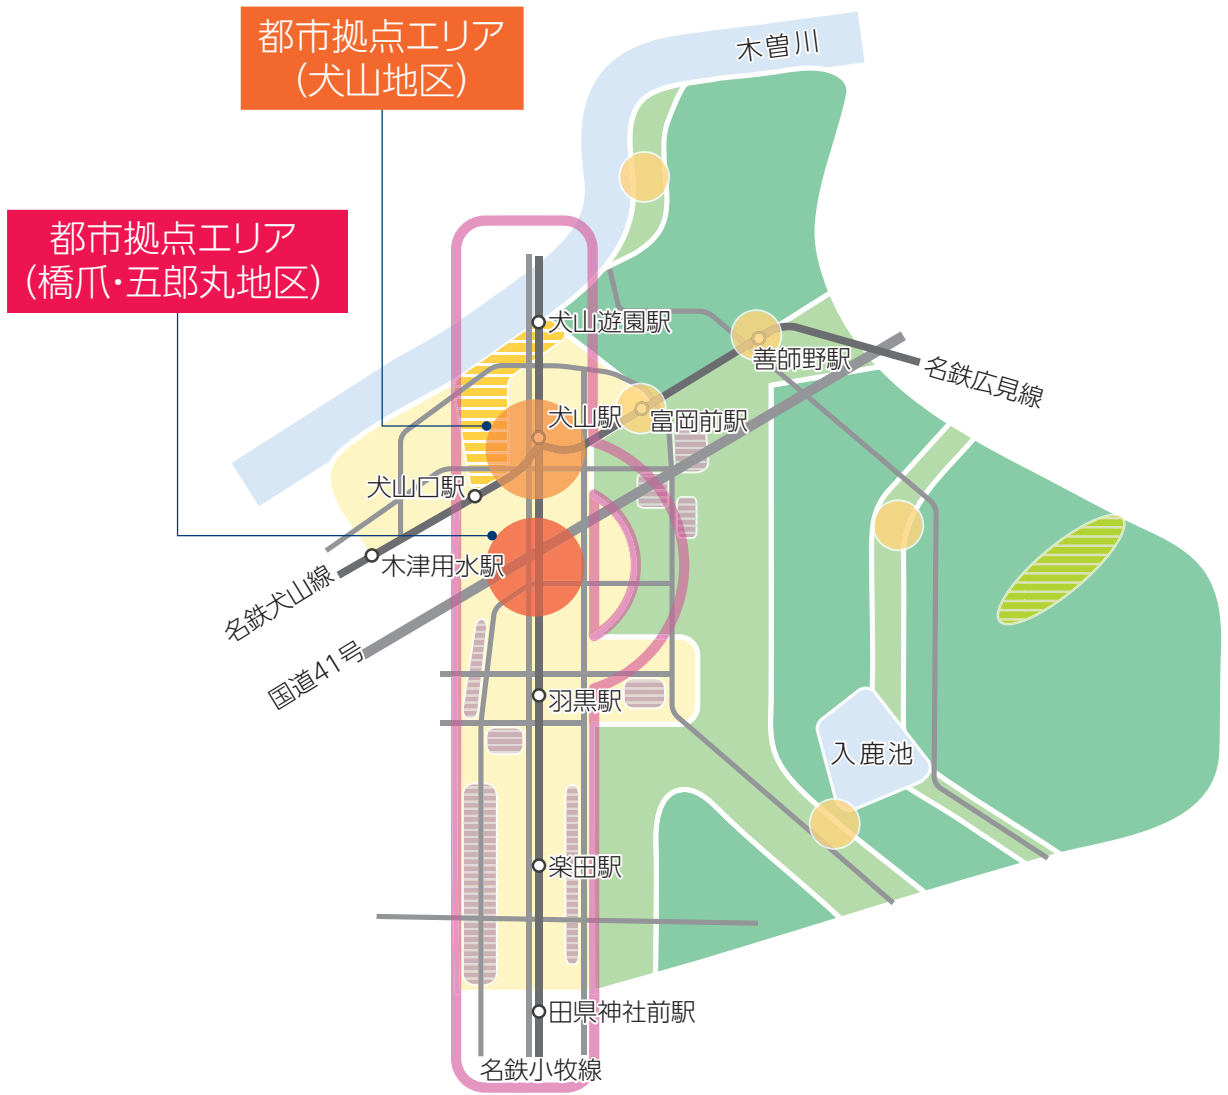 都市拠点エリア
(犬山地区)
木曽川
都市拠点エリア
(橋爪・五郎丸地区)
犬山遊園駅
善師野駅
名鉄広見線
犬山駅
富岡前駅
犬山口駅
木津用水駅
名鉄犬山線
国道41号
羽黒駅
入鹿池
楽田駅
田県神社前駅
名鉄小牧線